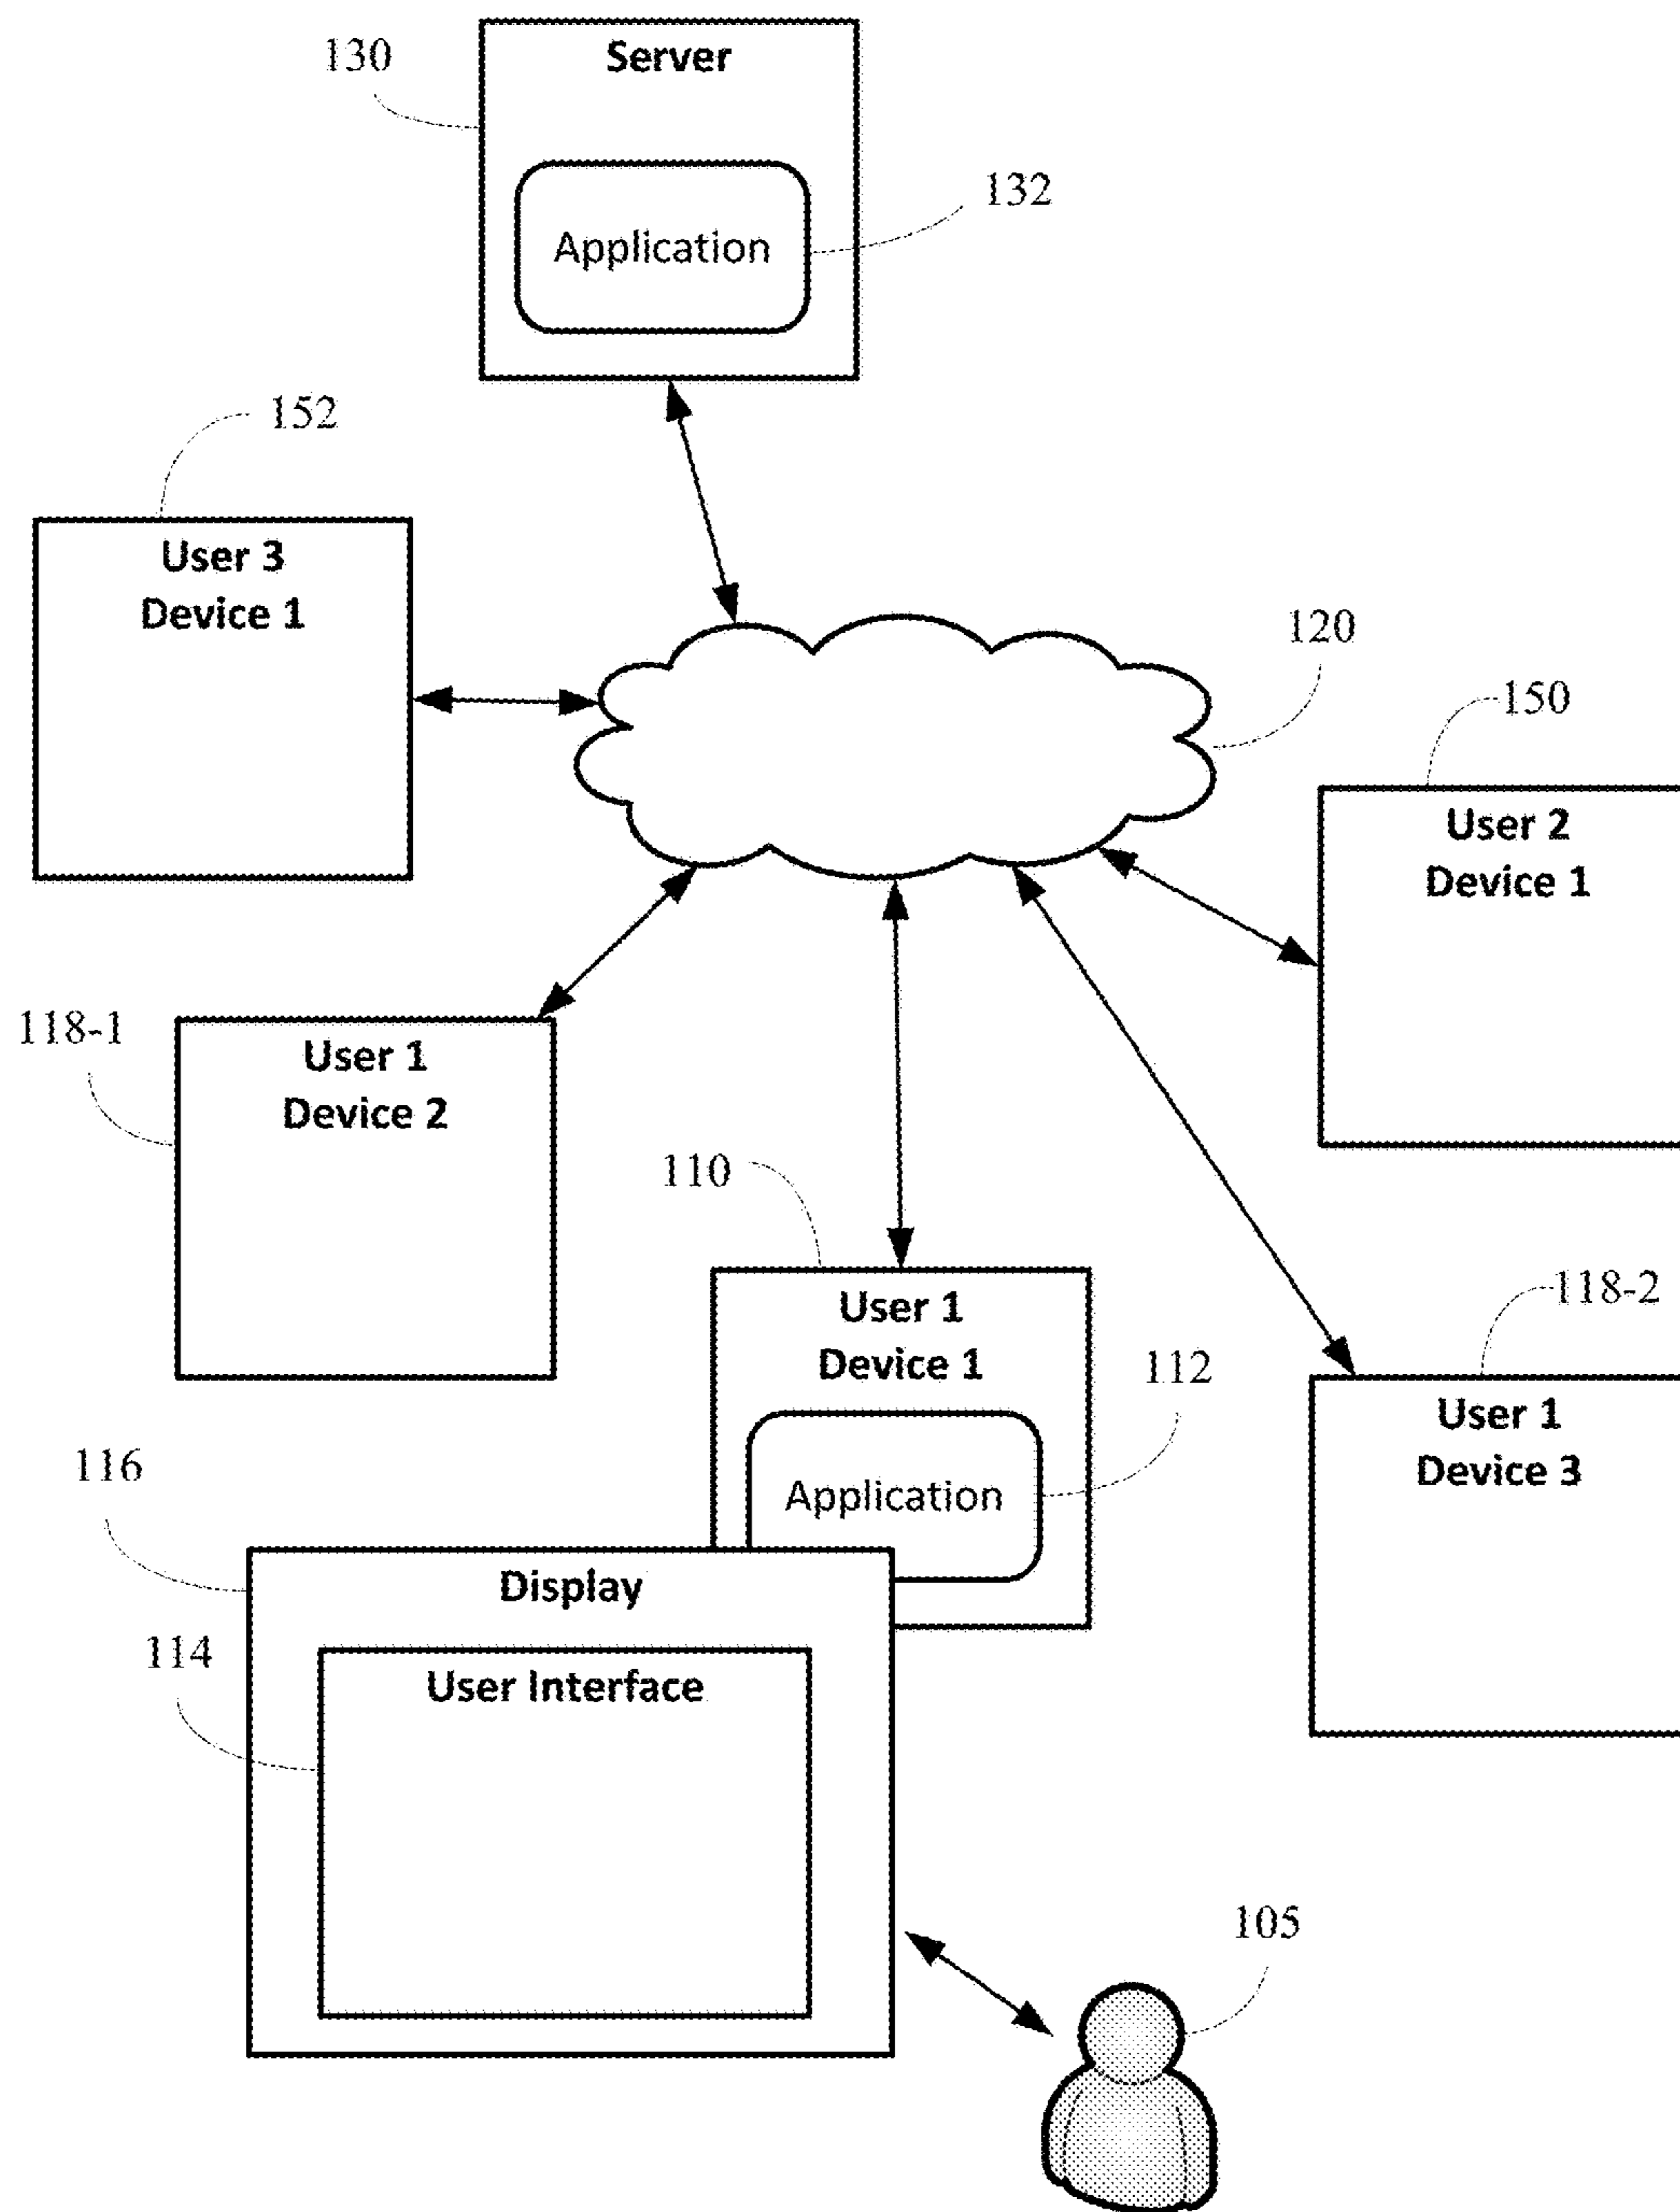 130
Server
Application
132
152
User 3
Device 1
120
150
User 2
Device 1
118-1
User 1
Device 2
110
User 1
Device 1
118-2
112
Application
User 1
Device 3
116
Display
114
User Interface
105